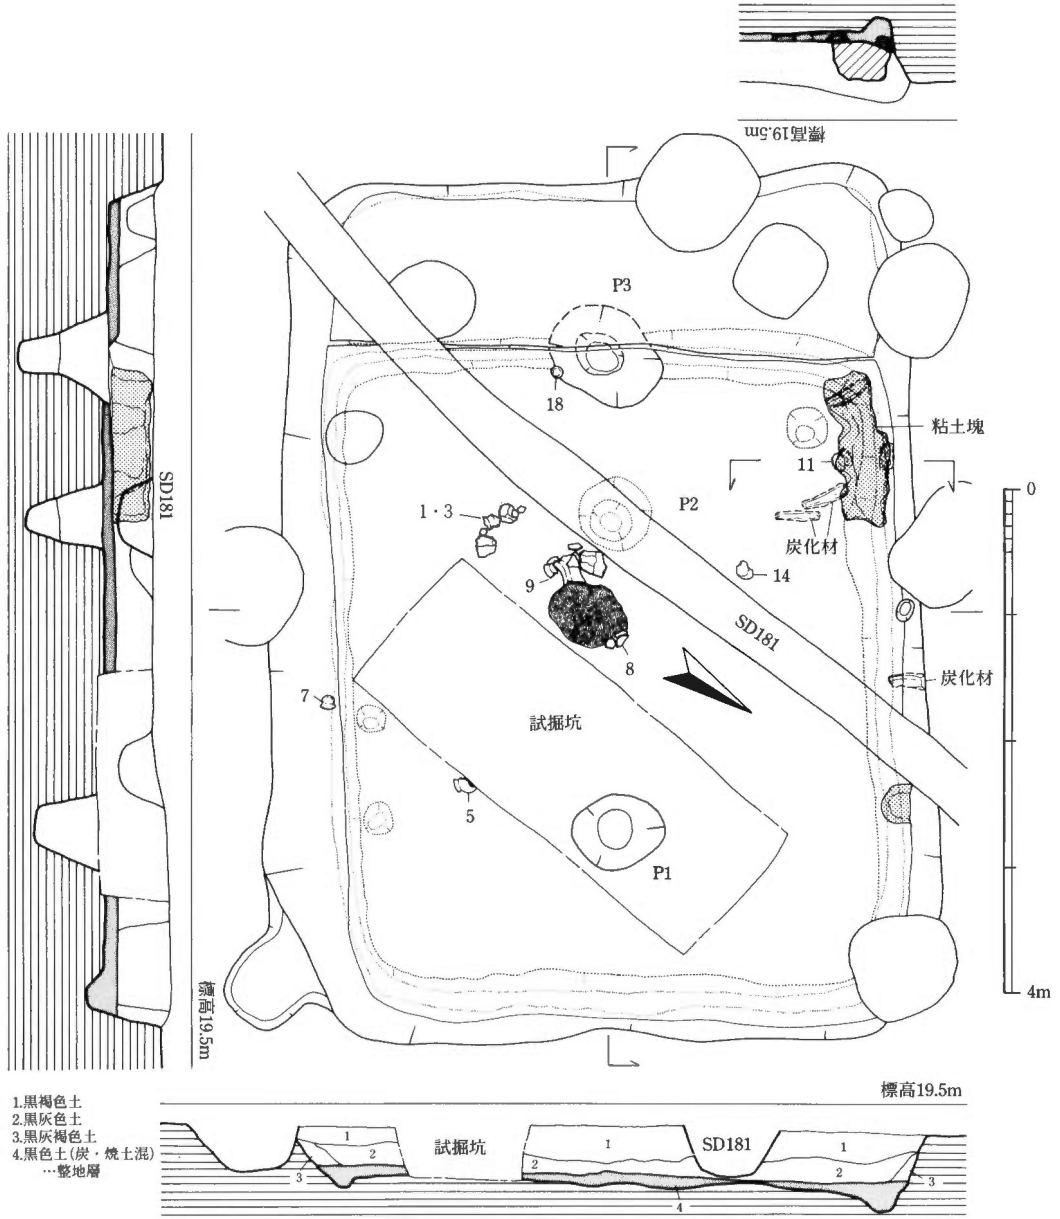 標高19.5m
P3
18
粘土塊
11
SD181
0
1・3
P2
炭化材
9
14
SD181
8
炭化材
7
試掘坑
5
P1
標高19.5m
4m
標高19.5m
1.黒褐色土
2.黒灰色土
3.黒灰褐色土
4.黒色土(炭・焼土混)
…整地層
1
試掘坑
1
SD181
1
2
2
2
3
3
4